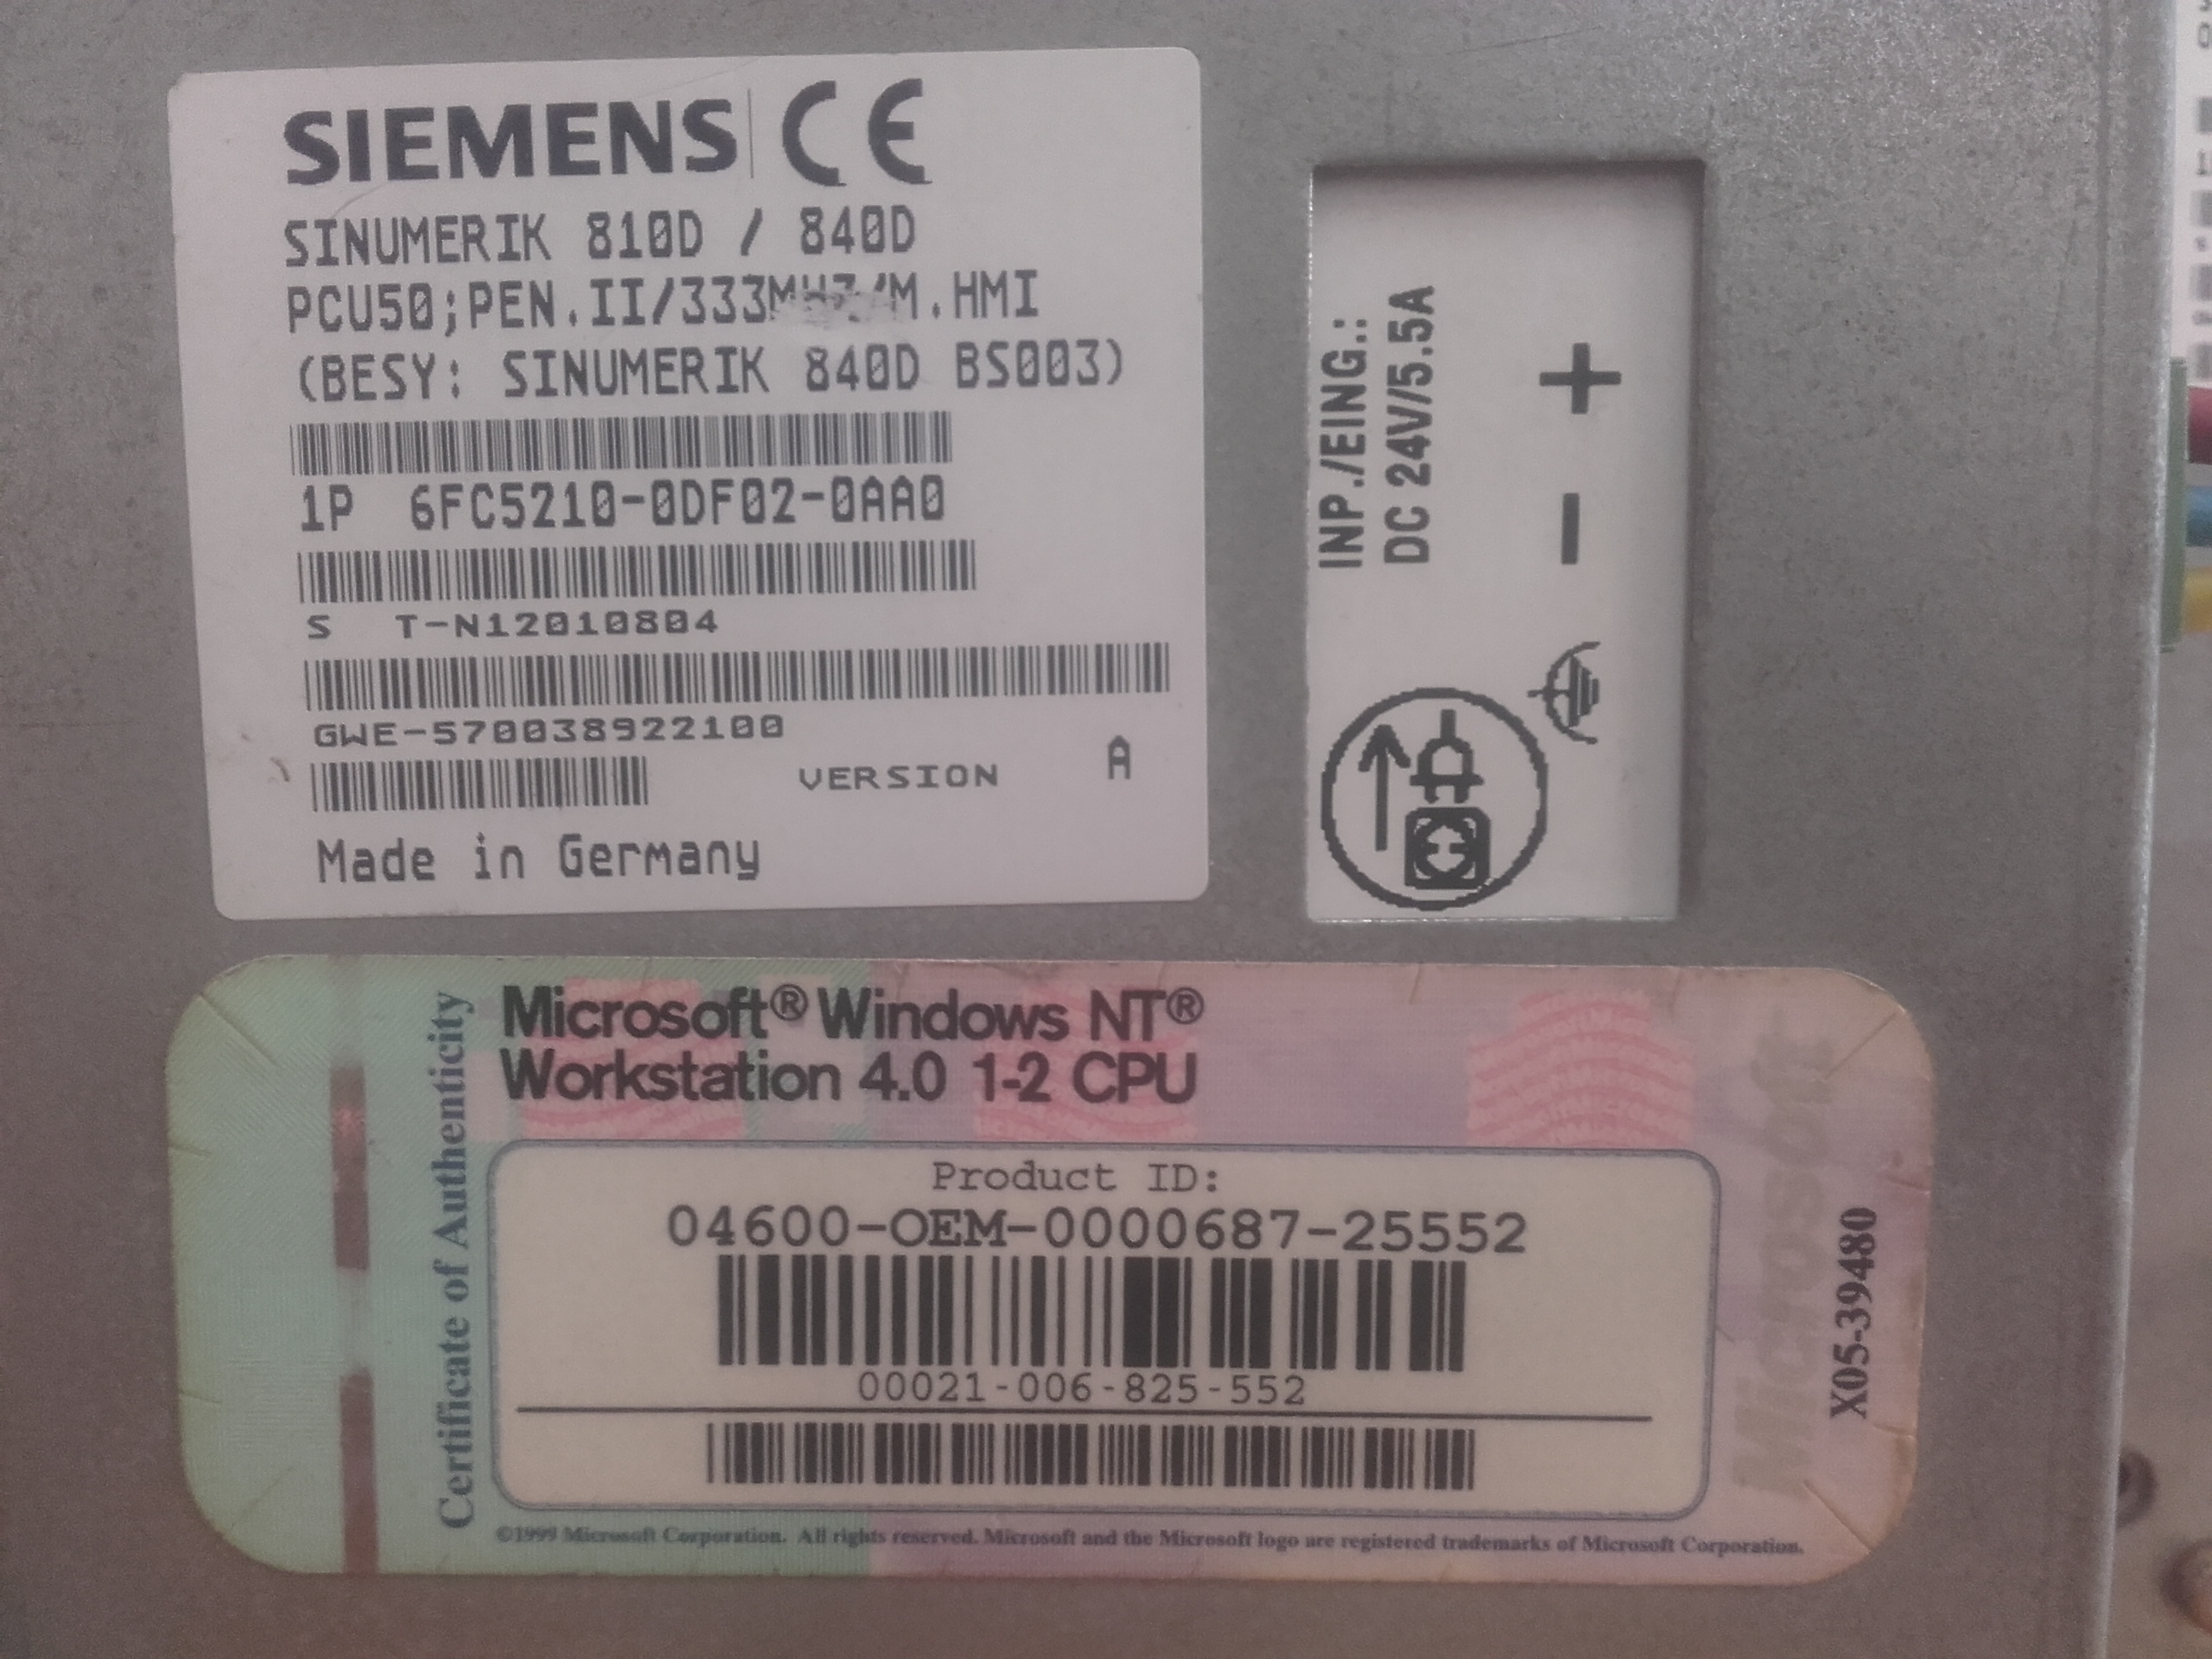 SIEMENS CE
SINUMERIK 810D / 840D
PCU50;PEN.II/333MHZ/M.HMI
(BESY: SINUMERIK 840D BS003)
1P 6FC5210-0DF02-0AA0
S T-N12010804
GWE-570038922100
VERSION A
Made in Germany
INP./EING.:
DC 24V/5.5A
+
−
Certificate of Authenticity
Microsoft® Windows NT®
Workstation 4.0 1-2 CPU
Product ID:
04600-OEM-0000687-25552
00021-006-825-552
©1999 Microsoft Corporation. All rights reserved. Microsoft and the Microsoft logo are registered trademarks of Microsoft Corporation.
Microsoft
X05-39480